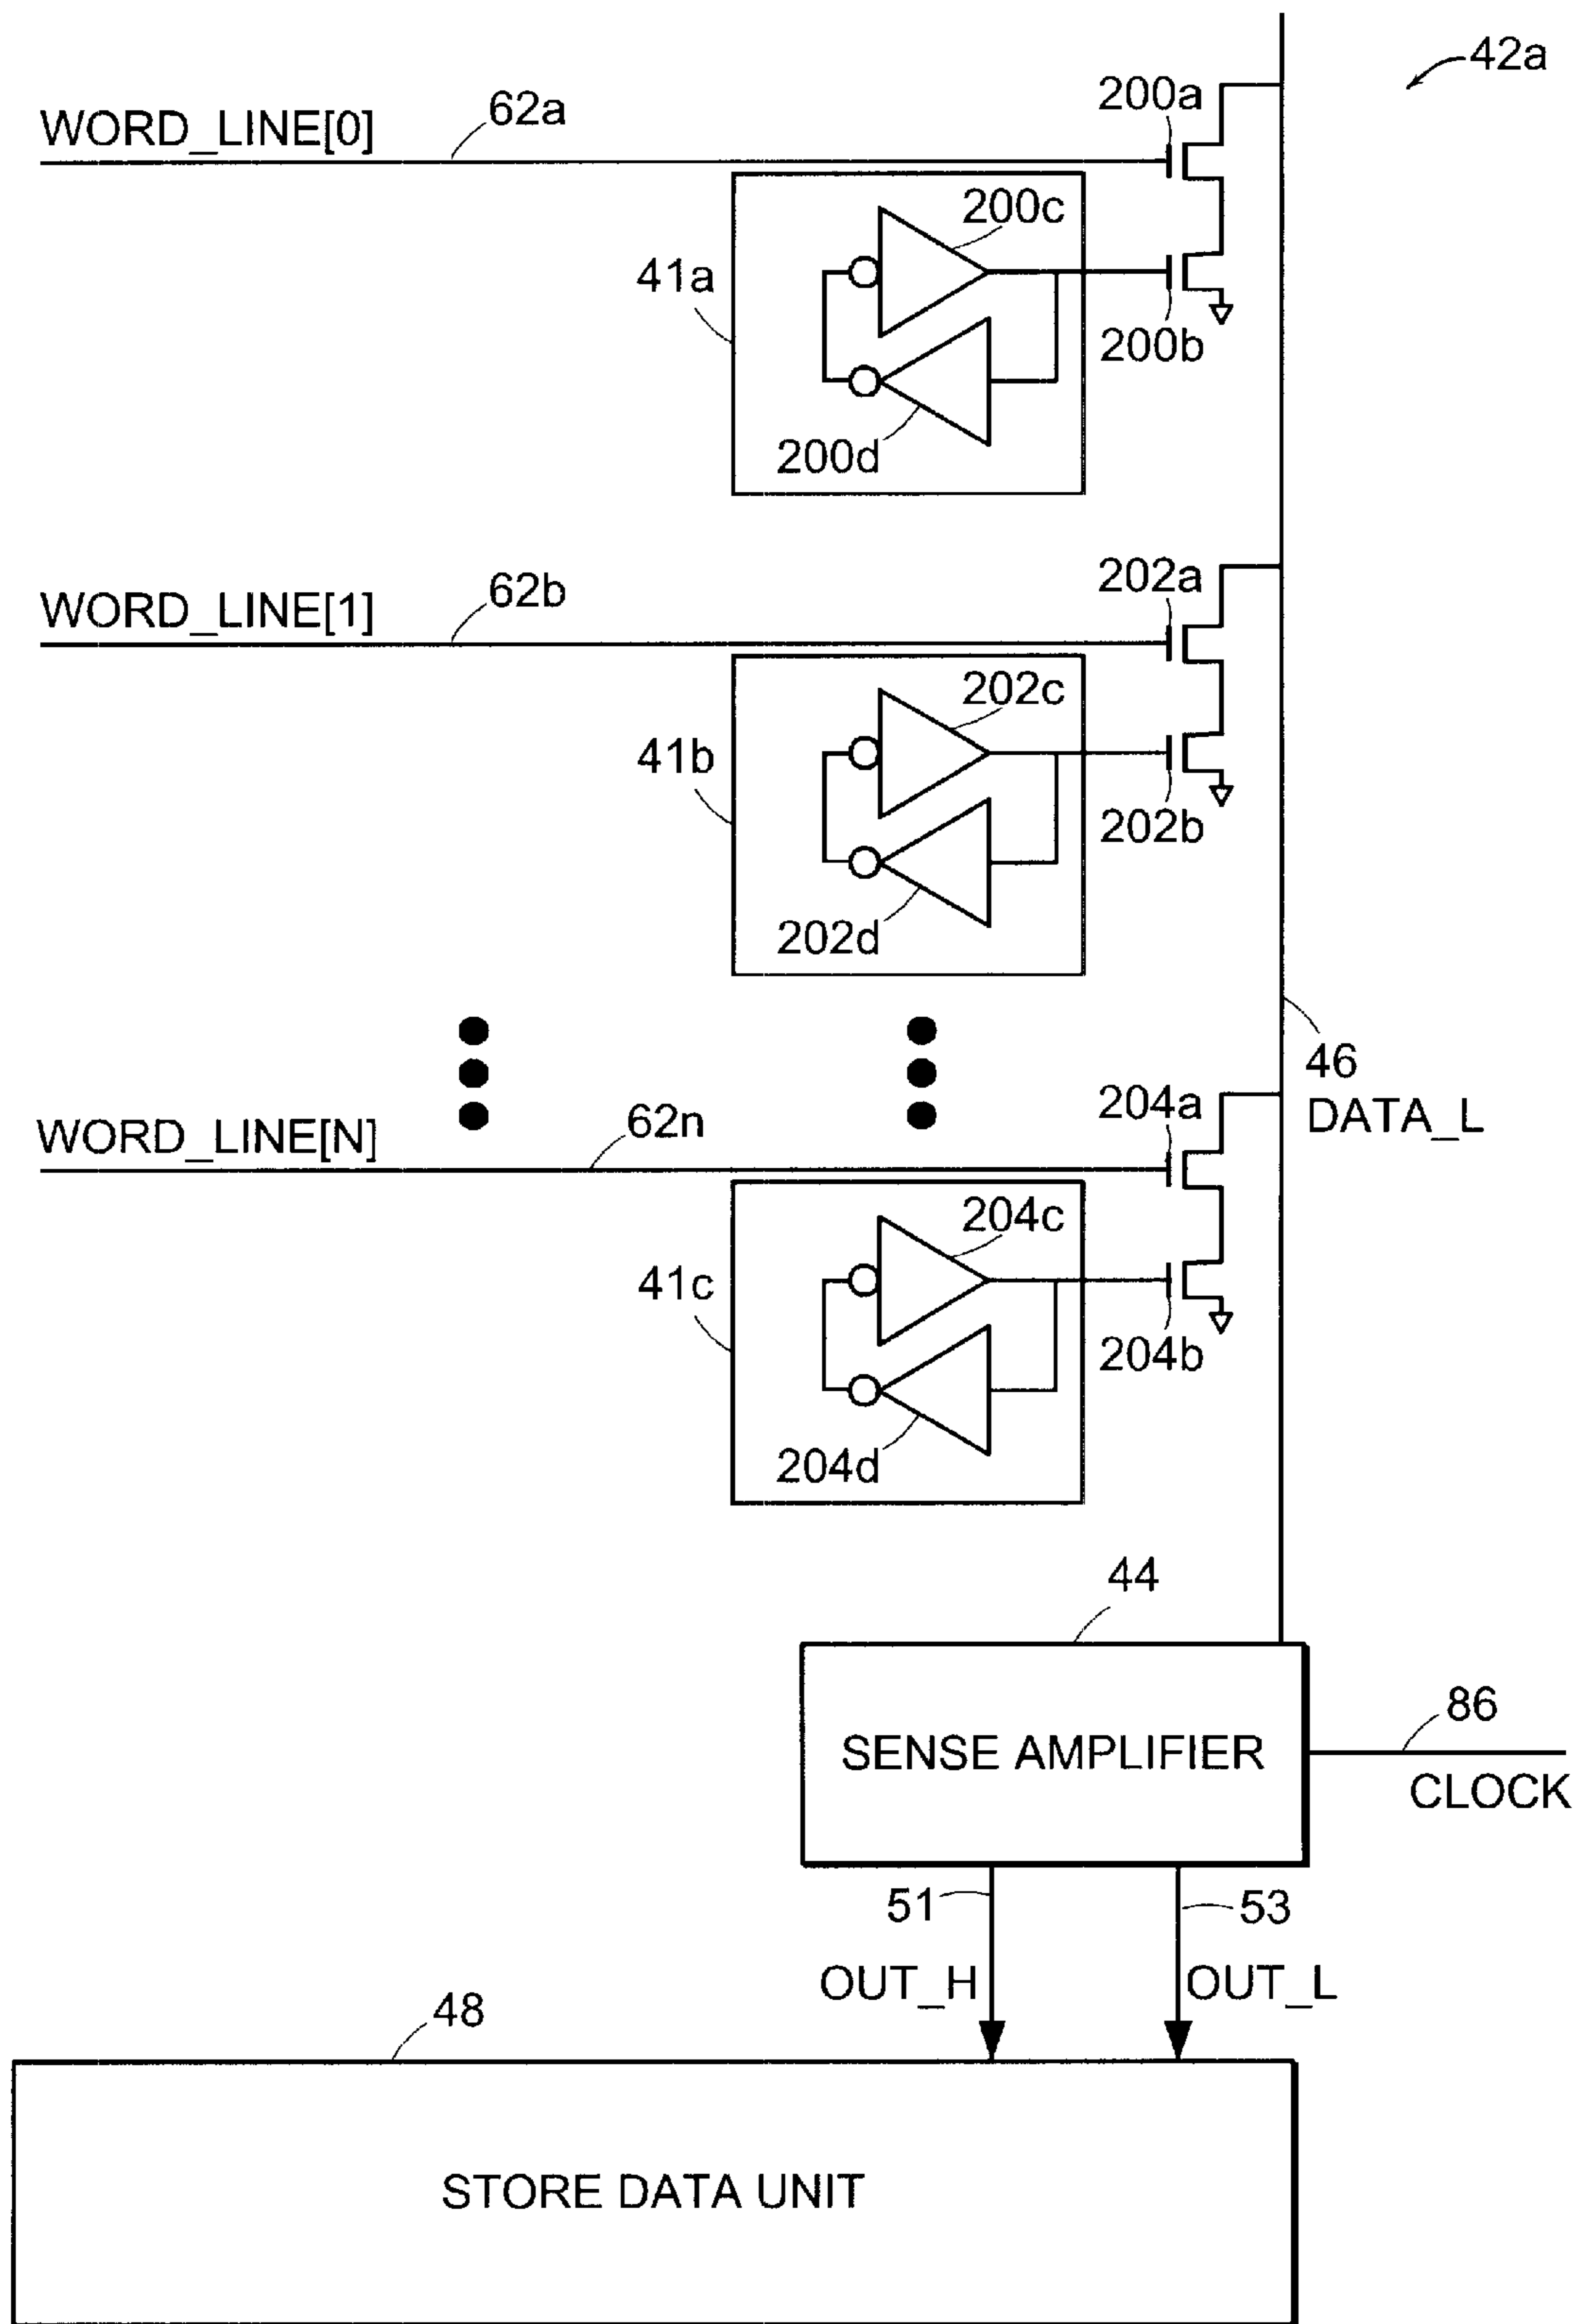 42a
200a
WORD_LINE[0]
62a
200c
41a
200b
200d
202a
WORD_LINE[1]
62b
202c
41b
202b
202d
46
DATA_L
204a
WORD_LINE[N]
62n
204c
41c
204b
204d
44
SENSE AMPLIFIER
86
CLOCK
51
53
OUT_H
OUT_L
48
STORE DATA UNIT